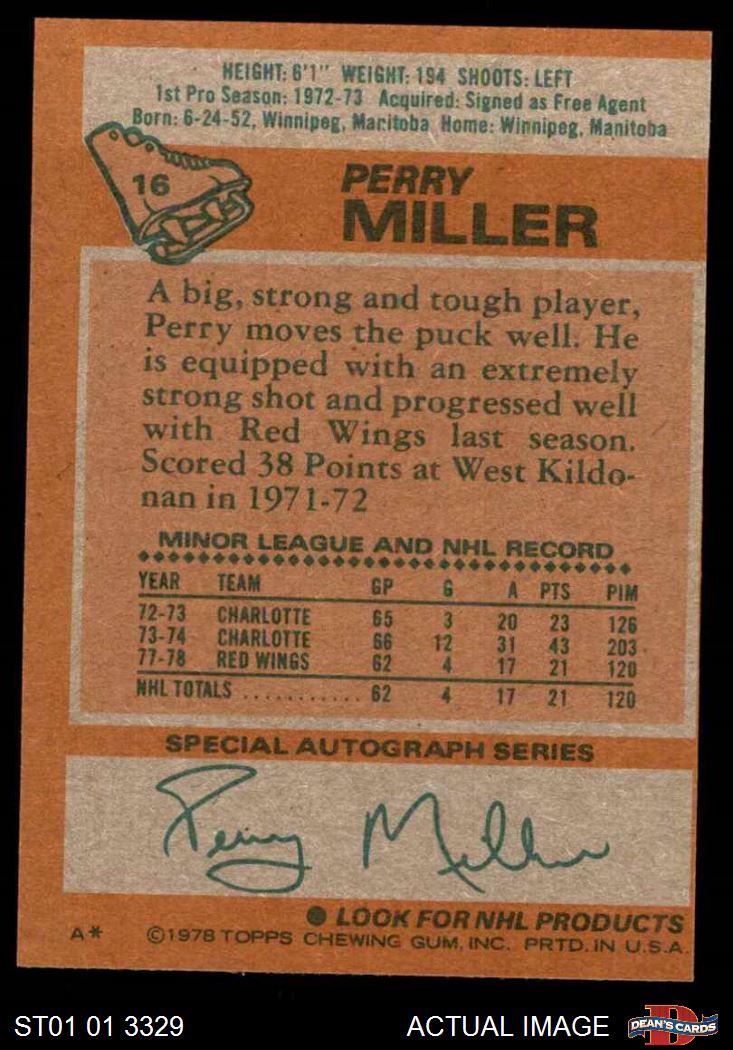 HEIGHT: 6'1" WEIGHT: 194 SHOOTS: LEFT
1st Pro Season: 1972-73 Acquired: Signed as Free Agent
Born: 6-24-52, Winnipeg, Maritoba Home: Winnipeg, Manitoba
16
PERRY
MILLER
A big, strong and tough player,
Perry moves the puck well. He
is equipped with an extremely
strong shot and progressed well
with Red Wings last season.
Scored 38 Points at West Kildo-
nan in 1971-72
MINOR LEAGUE AND NHL RECORD
YEAR TEAM GP G A PTS PIM
72-73 CHARLOTTE 65 3 20 23 126
73-74 CHARLOTTE 66 12 31 43 203
77-78 RED WINGS 62 4 17 21 120
NHL TOTALS ........... 62 4 17 21 120
SPECIAL AUTOGRAPH SERIES
Perry Miller
● LOOK FOR NHL PRODUCTS
A* ©1978 TOPPS CHEWING GUM, INC. PRTD. IN U.S.A.
ST01 01 3329 ACTUAL IMAGE D DEAN'S CARDS